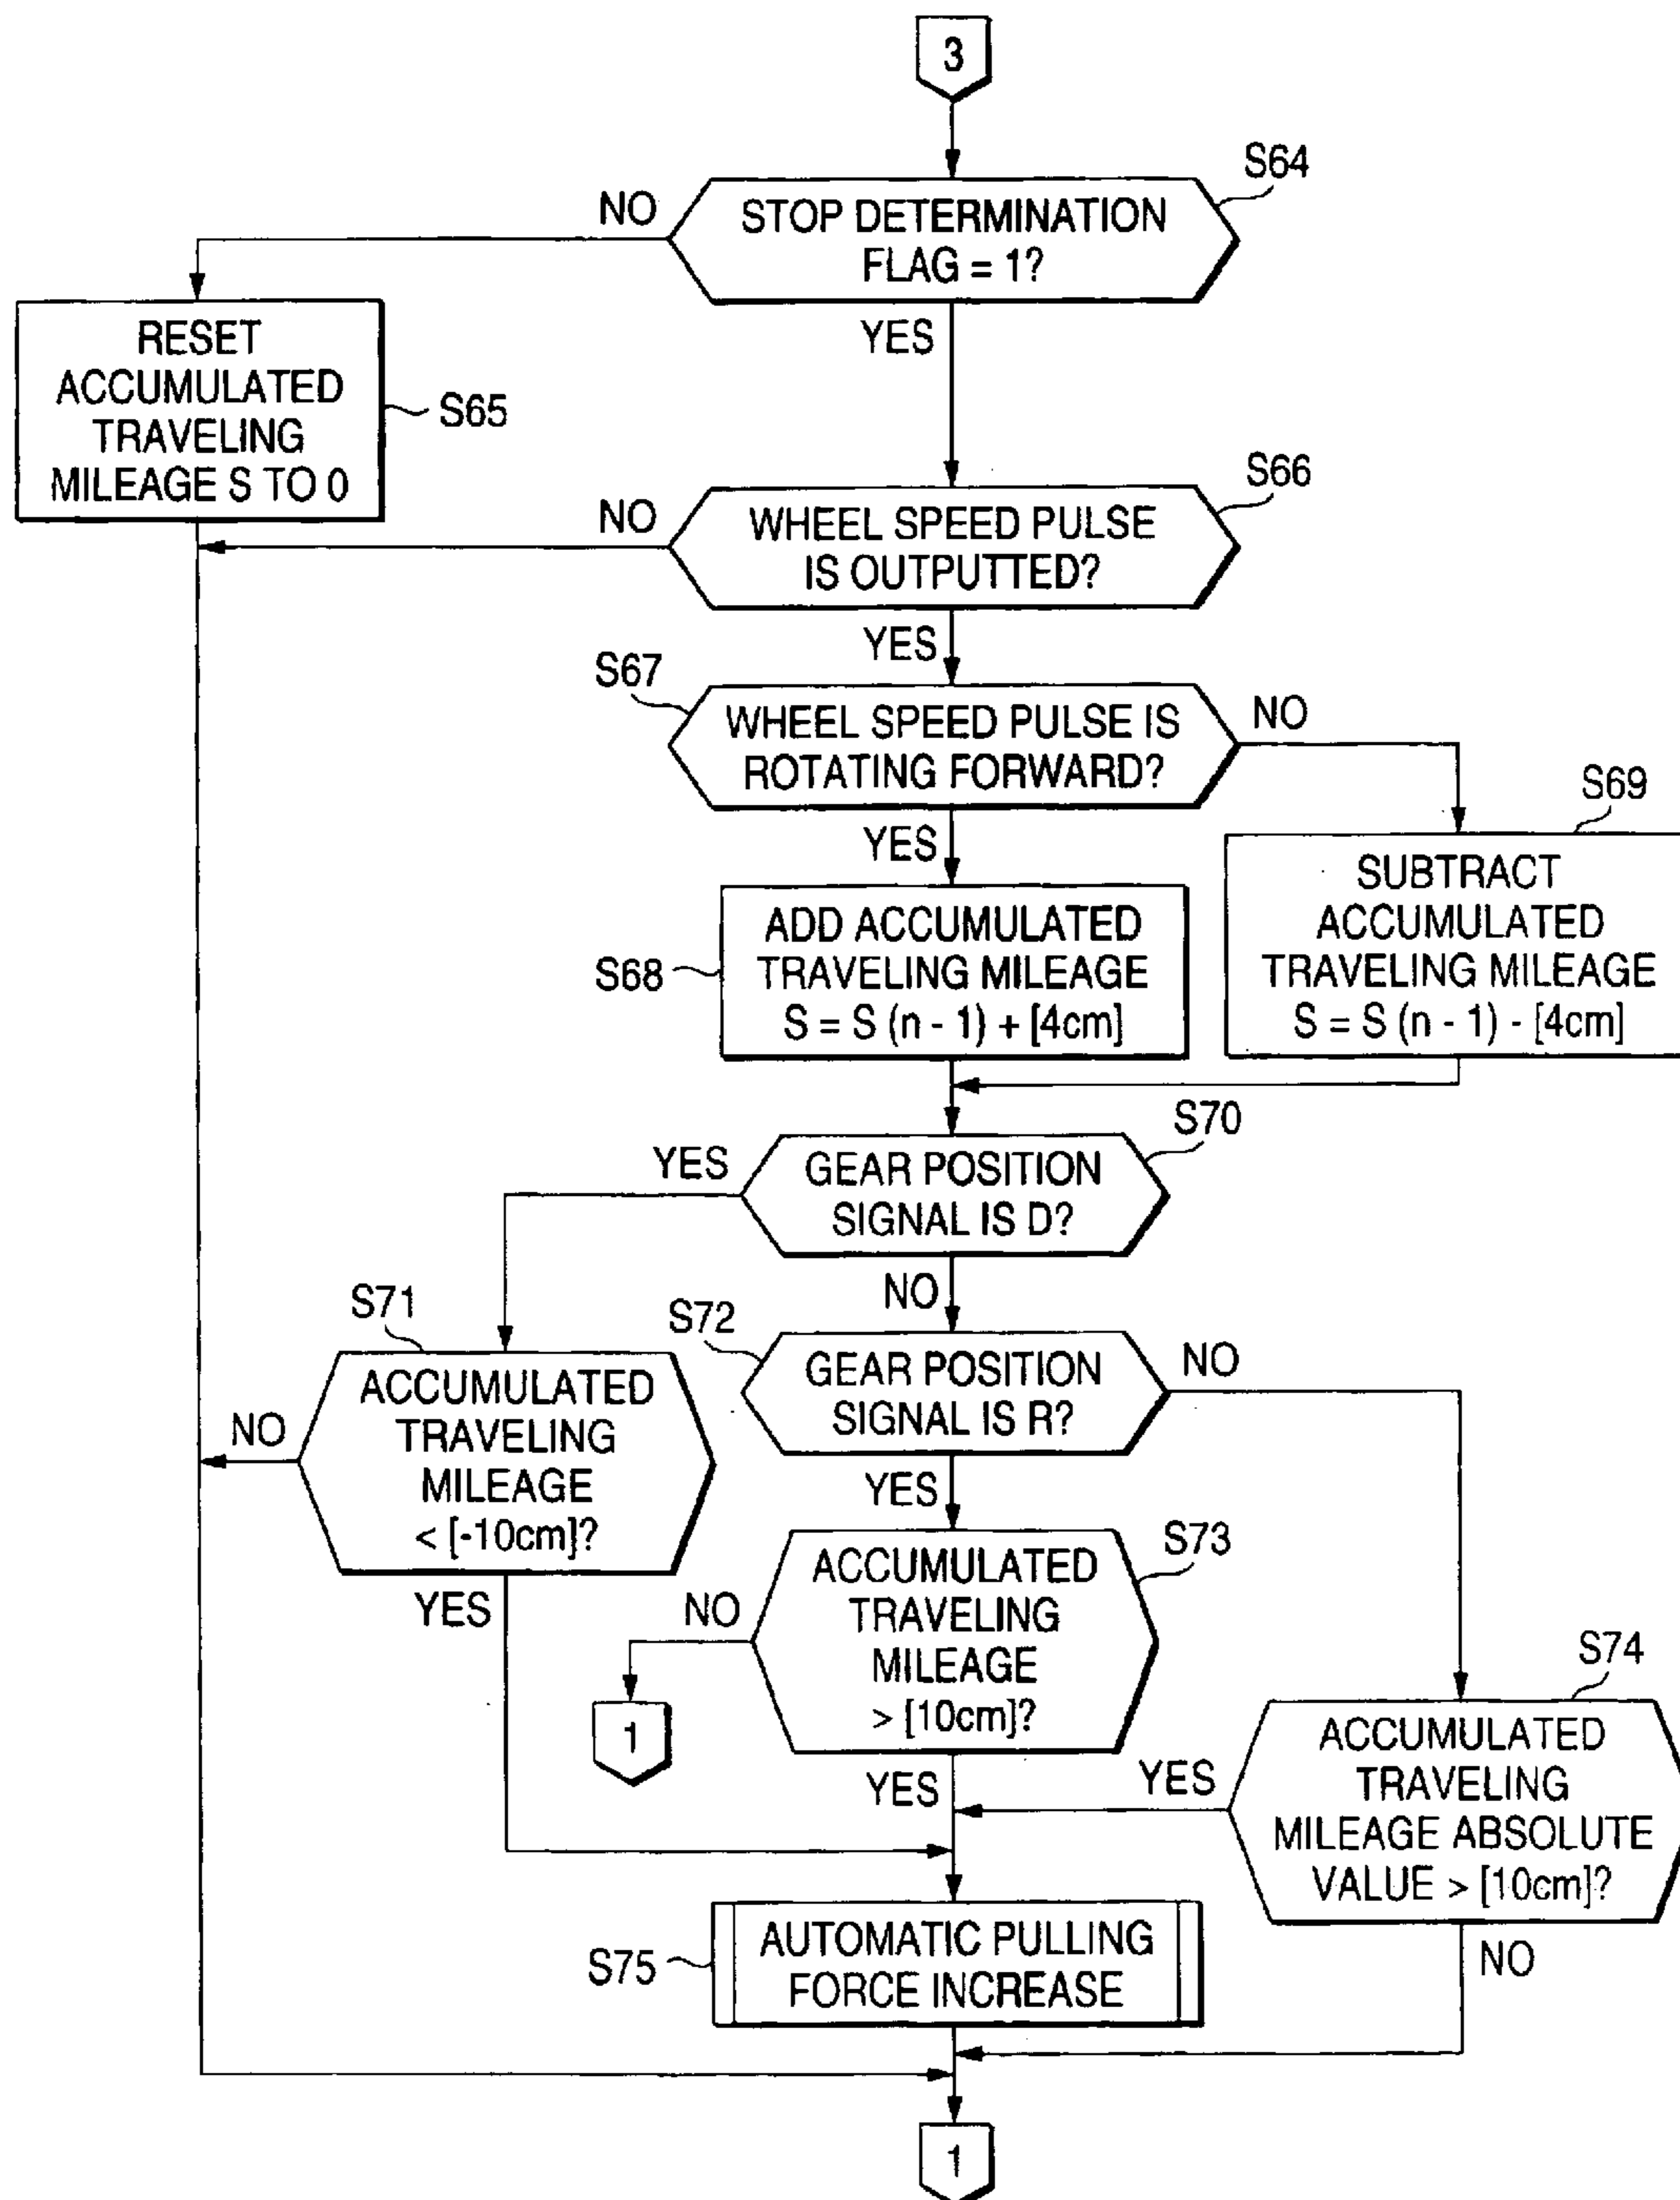 3
S64
NO
STOP DETERMINATION
FLAG = 1?
YES
RESET
ACCUMULATED
TRAVELING
MILEAGE S TO 0
S65
S66
NO
WHEEL SPEED PULSE
IS OUTPUTTED?
YES
S67
WHEEL SPEED PULSE IS
ROTATING FORWARD?
NO
YES
S69
SUBTRACT
ACCUMULATED
TRAVELING MILEAGE
S = S (n - 1) - [4cm]
S68
ADD ACCUMULATED
TRAVELING MILEAGE
S = S (n - 1) + [4cm]
S70
YES
GEAR POSITION
SIGNAL IS D?
NO
S71
ACCUMULATED
TRAVELING
MILEAGE
< [-10cm]?
NO
YES
S72
GEAR POSITION
SIGNAL IS R?
NO
YES
S73
ACCUMULATED
TRAVELING
MILEAGE
> [10cm]?
NO
1
YES
S74
ACCUMULATED
TRAVELING
MILEAGE ABSOLUTE
VALUE > [10cm]?
YES
NO
S75
AUTOMATIC PULLING
FORCE INCREASE
1